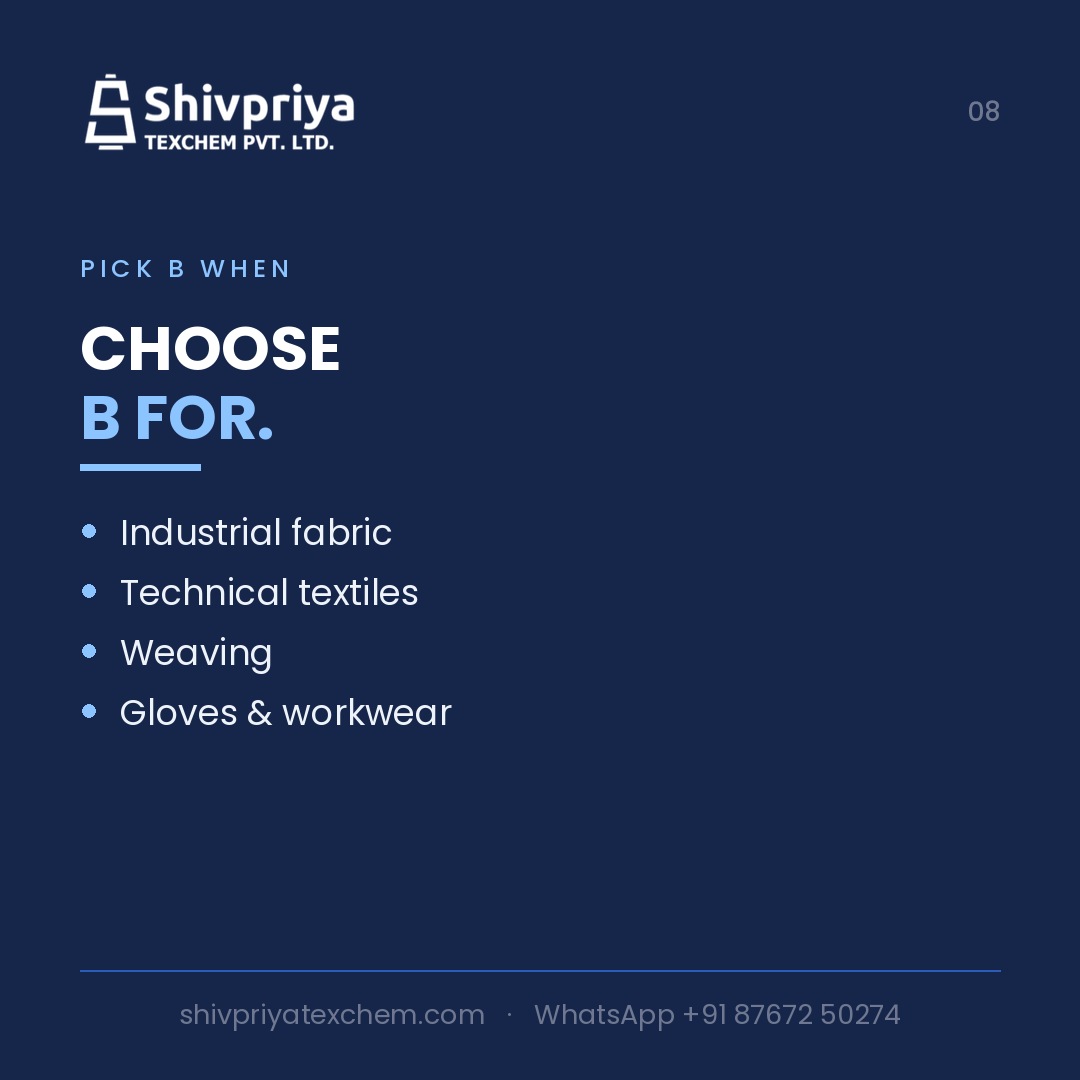 Shivpriya
TEXCHEM PVT. LTD.
08
PICK B WHEN
CHOOSE
B FOR.
• Industrial fabric
• Technical textiles
• Weaving
• Gloves & workwear
shivpriyatexchem.com · WhatsApp +91 87672 50274